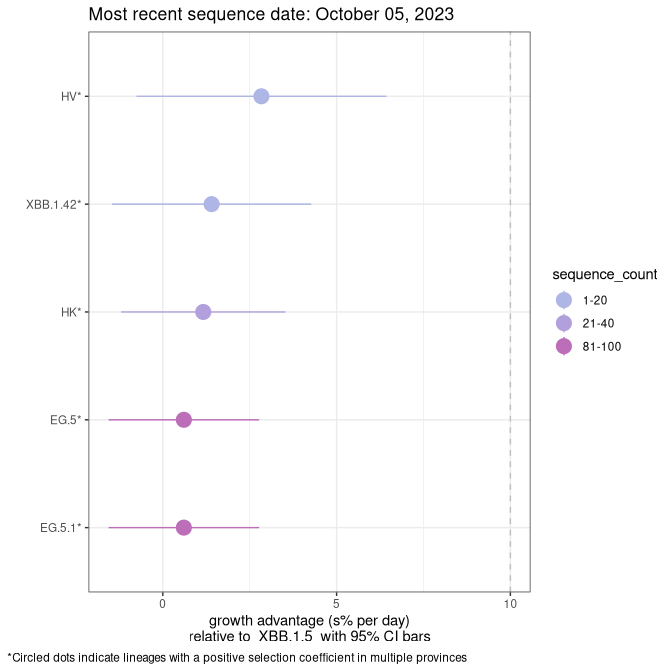 Most recent sequence date: October 05, 2023
HV*
XBB.1.42*
HK*
EG.5*
EG.5.1*
0
5
10
growth advantage (s% per day)
relative to  XBB.1.5  with 95% CI bars
sequence_count
1-20
21-40
81-100
*Circled dots indicate lineages with a positive selection coefficient in multiple provinces